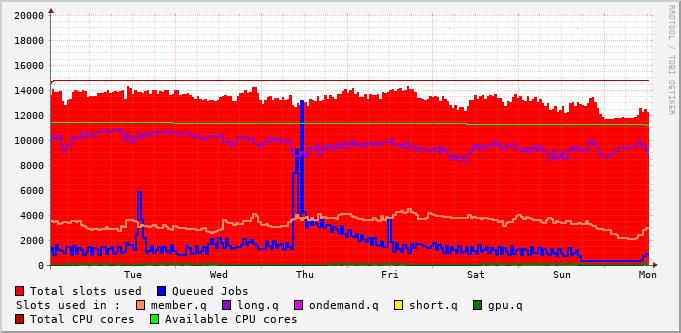 RRDTOOL / TOBI OETIKER
20000
18000
16000
14000
12000
10000
8000
6000
4000
2000
0
Tue Wed Thu Fri Sat Sun Mon
Total slots used Queued Jobs
Slots used in : member.q long.q ondemand.q short.q gpu.q
Total CPU cores Available CPU cores